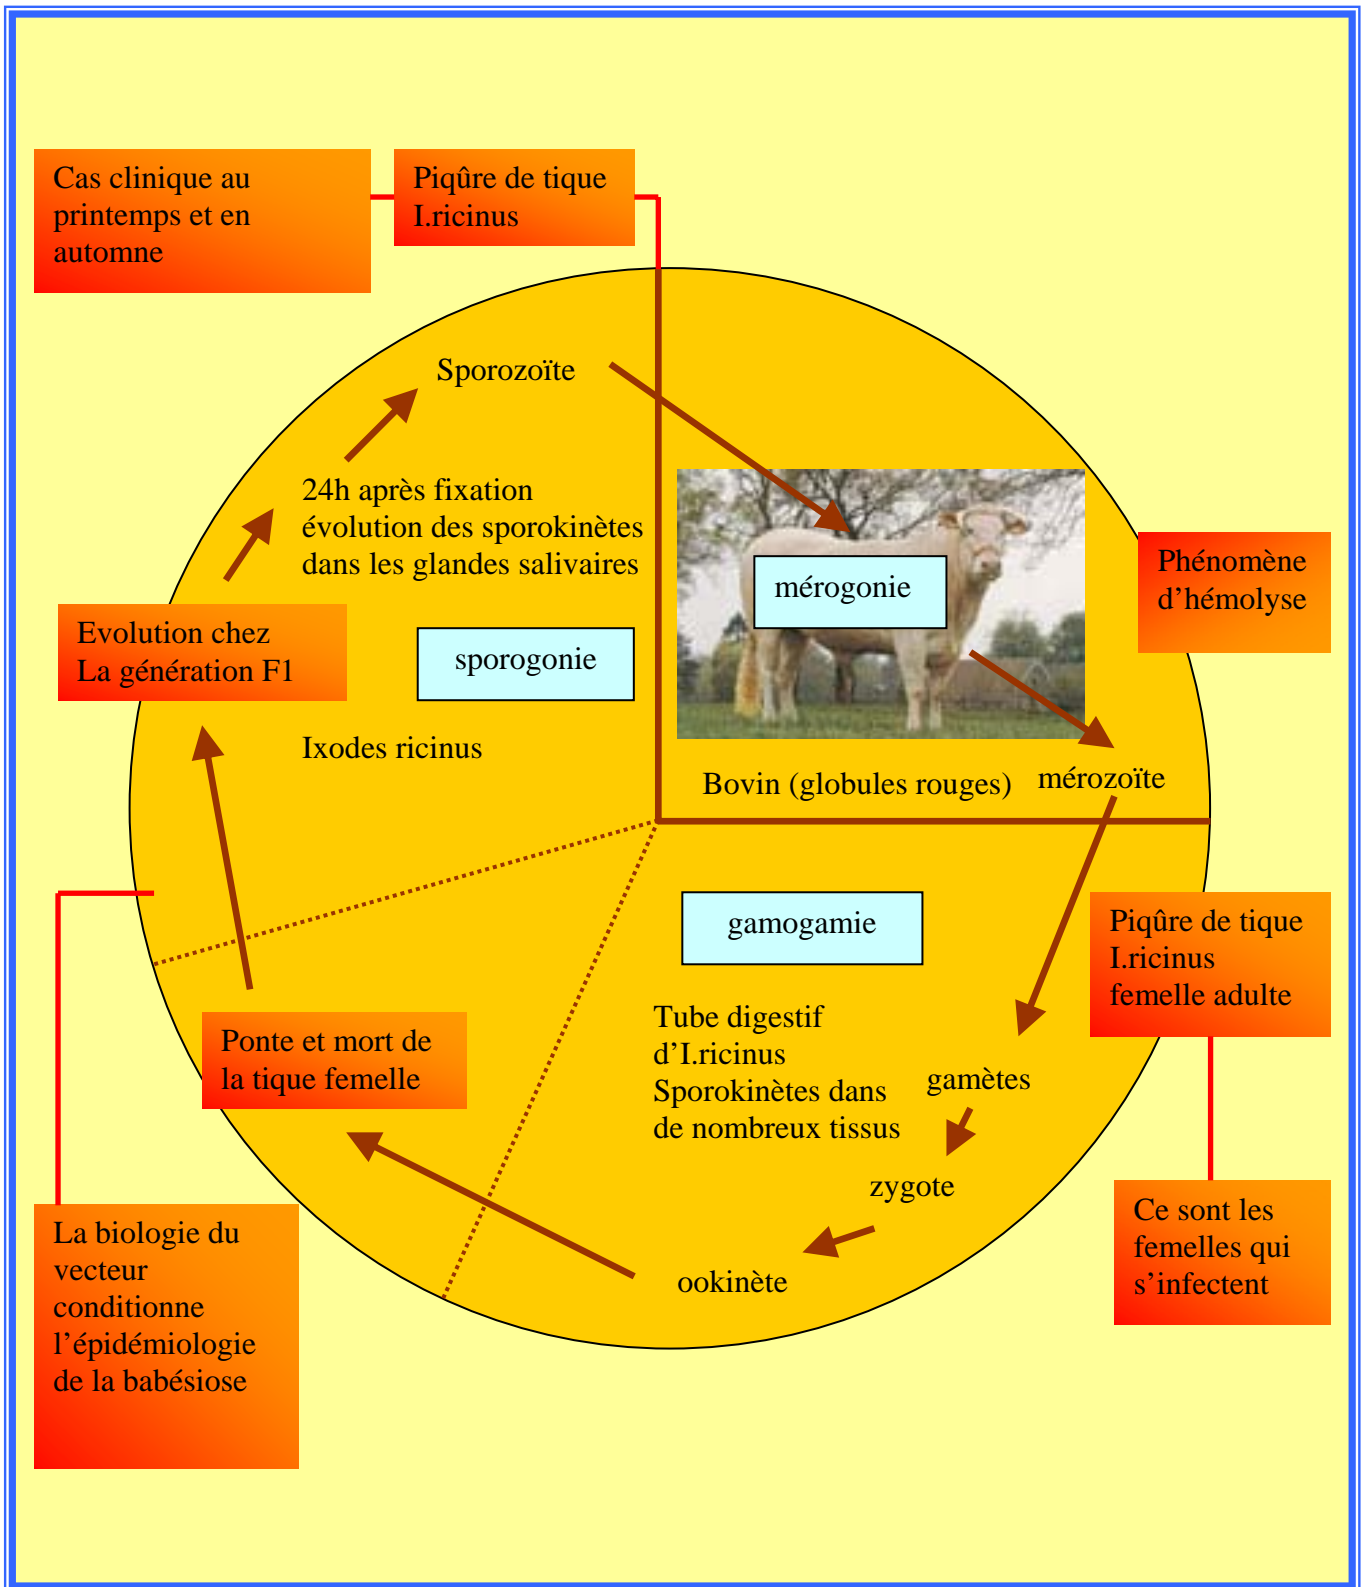 Cas clinique au
printemps et en
automne
Piqûre de tique
I.ricinus
Sporozoïte
24h après fixation
évolution des sporokinètes
dans les glandes salivaires
mérogonie
Phénomène
d’hémolyse
Evolution chez
La génération F1
sporogonie
Ixodes ricinus
Bovin (globules rouges)
mérozoïte
gamogamie
Piqûre de tique
I.ricinus
femelle adulte
Tube digestif
d’I.ricinus
Sporokinètes dans
de nombreux tissus
gamètes
Ponte et mort de
la tique femelle
zygote
ookinète
Ce sont les
femelles qui
s’infectent
La biologie du
vecteur
conditionne
l’épidémiologie
de la babésiose